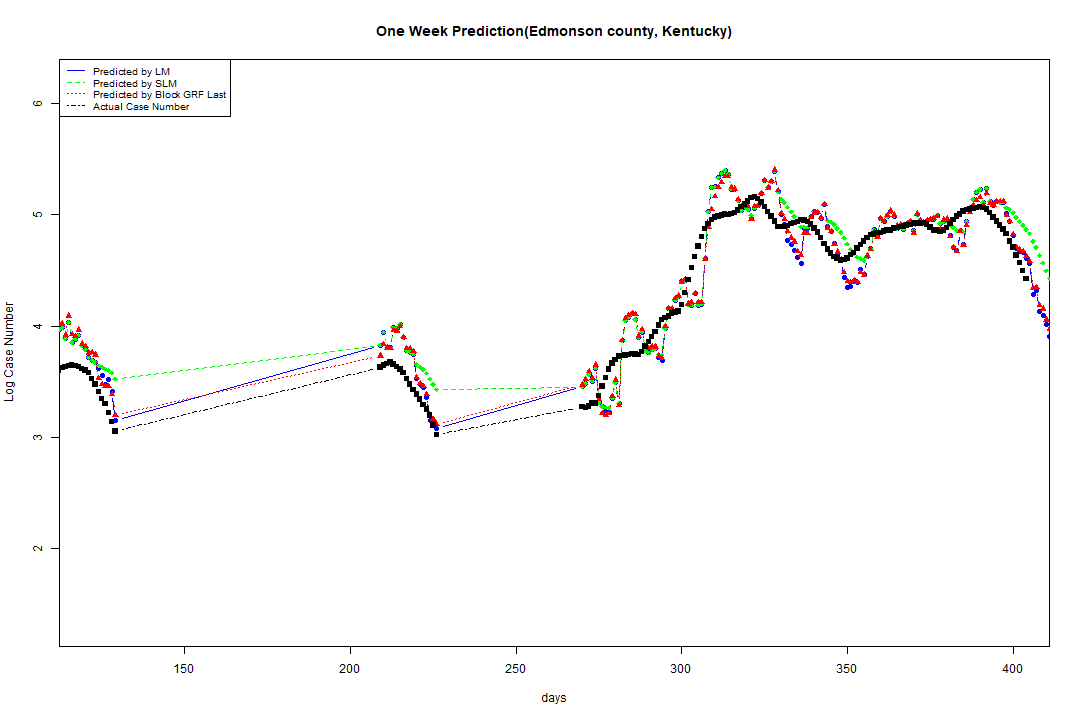 One Week Prediction(Edmonson county, Kentucky)
Predicted by LM
Predicted by SLM
Predicted by Block GRF Last
Actual Case Number
6
5
4
3
2
Log Case Number
150 200 250 300 350 400
days